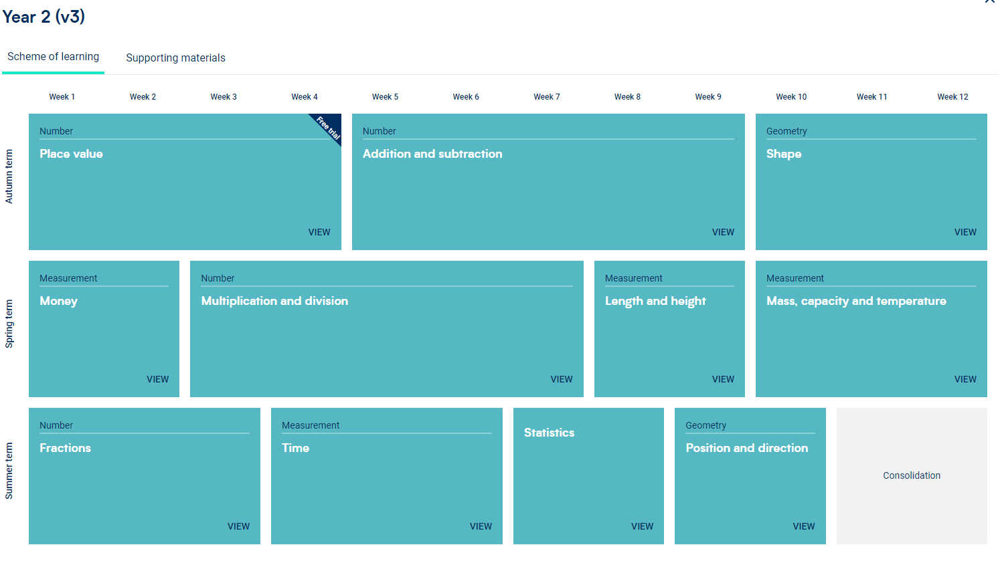 Year 2 (v3)
Scheme of learning
Supporting materials
Week 1 Week 2 Week 3 Week 4 Week 5 Week 6 Week 7 Week 8 Week 9 Week 10 Week 11 Week 12
Autumn term
Number
Place value
Free trial
VIEW
Number
Addition and subtraction
VIEW
Geometry
Shape
VIEW
Spring term
Measurement
Money
VIEW
Number
Multiplication and division
VIEW
Measurement
Length and height
VIEW
Measurement
Mass, capacity and temperature
VIEW
Summer term
Number
Fractions
VIEW
Measurement
Time
VIEW
Statistics
VIEW
Geometry
Position and direction
VIEW
Consolidation